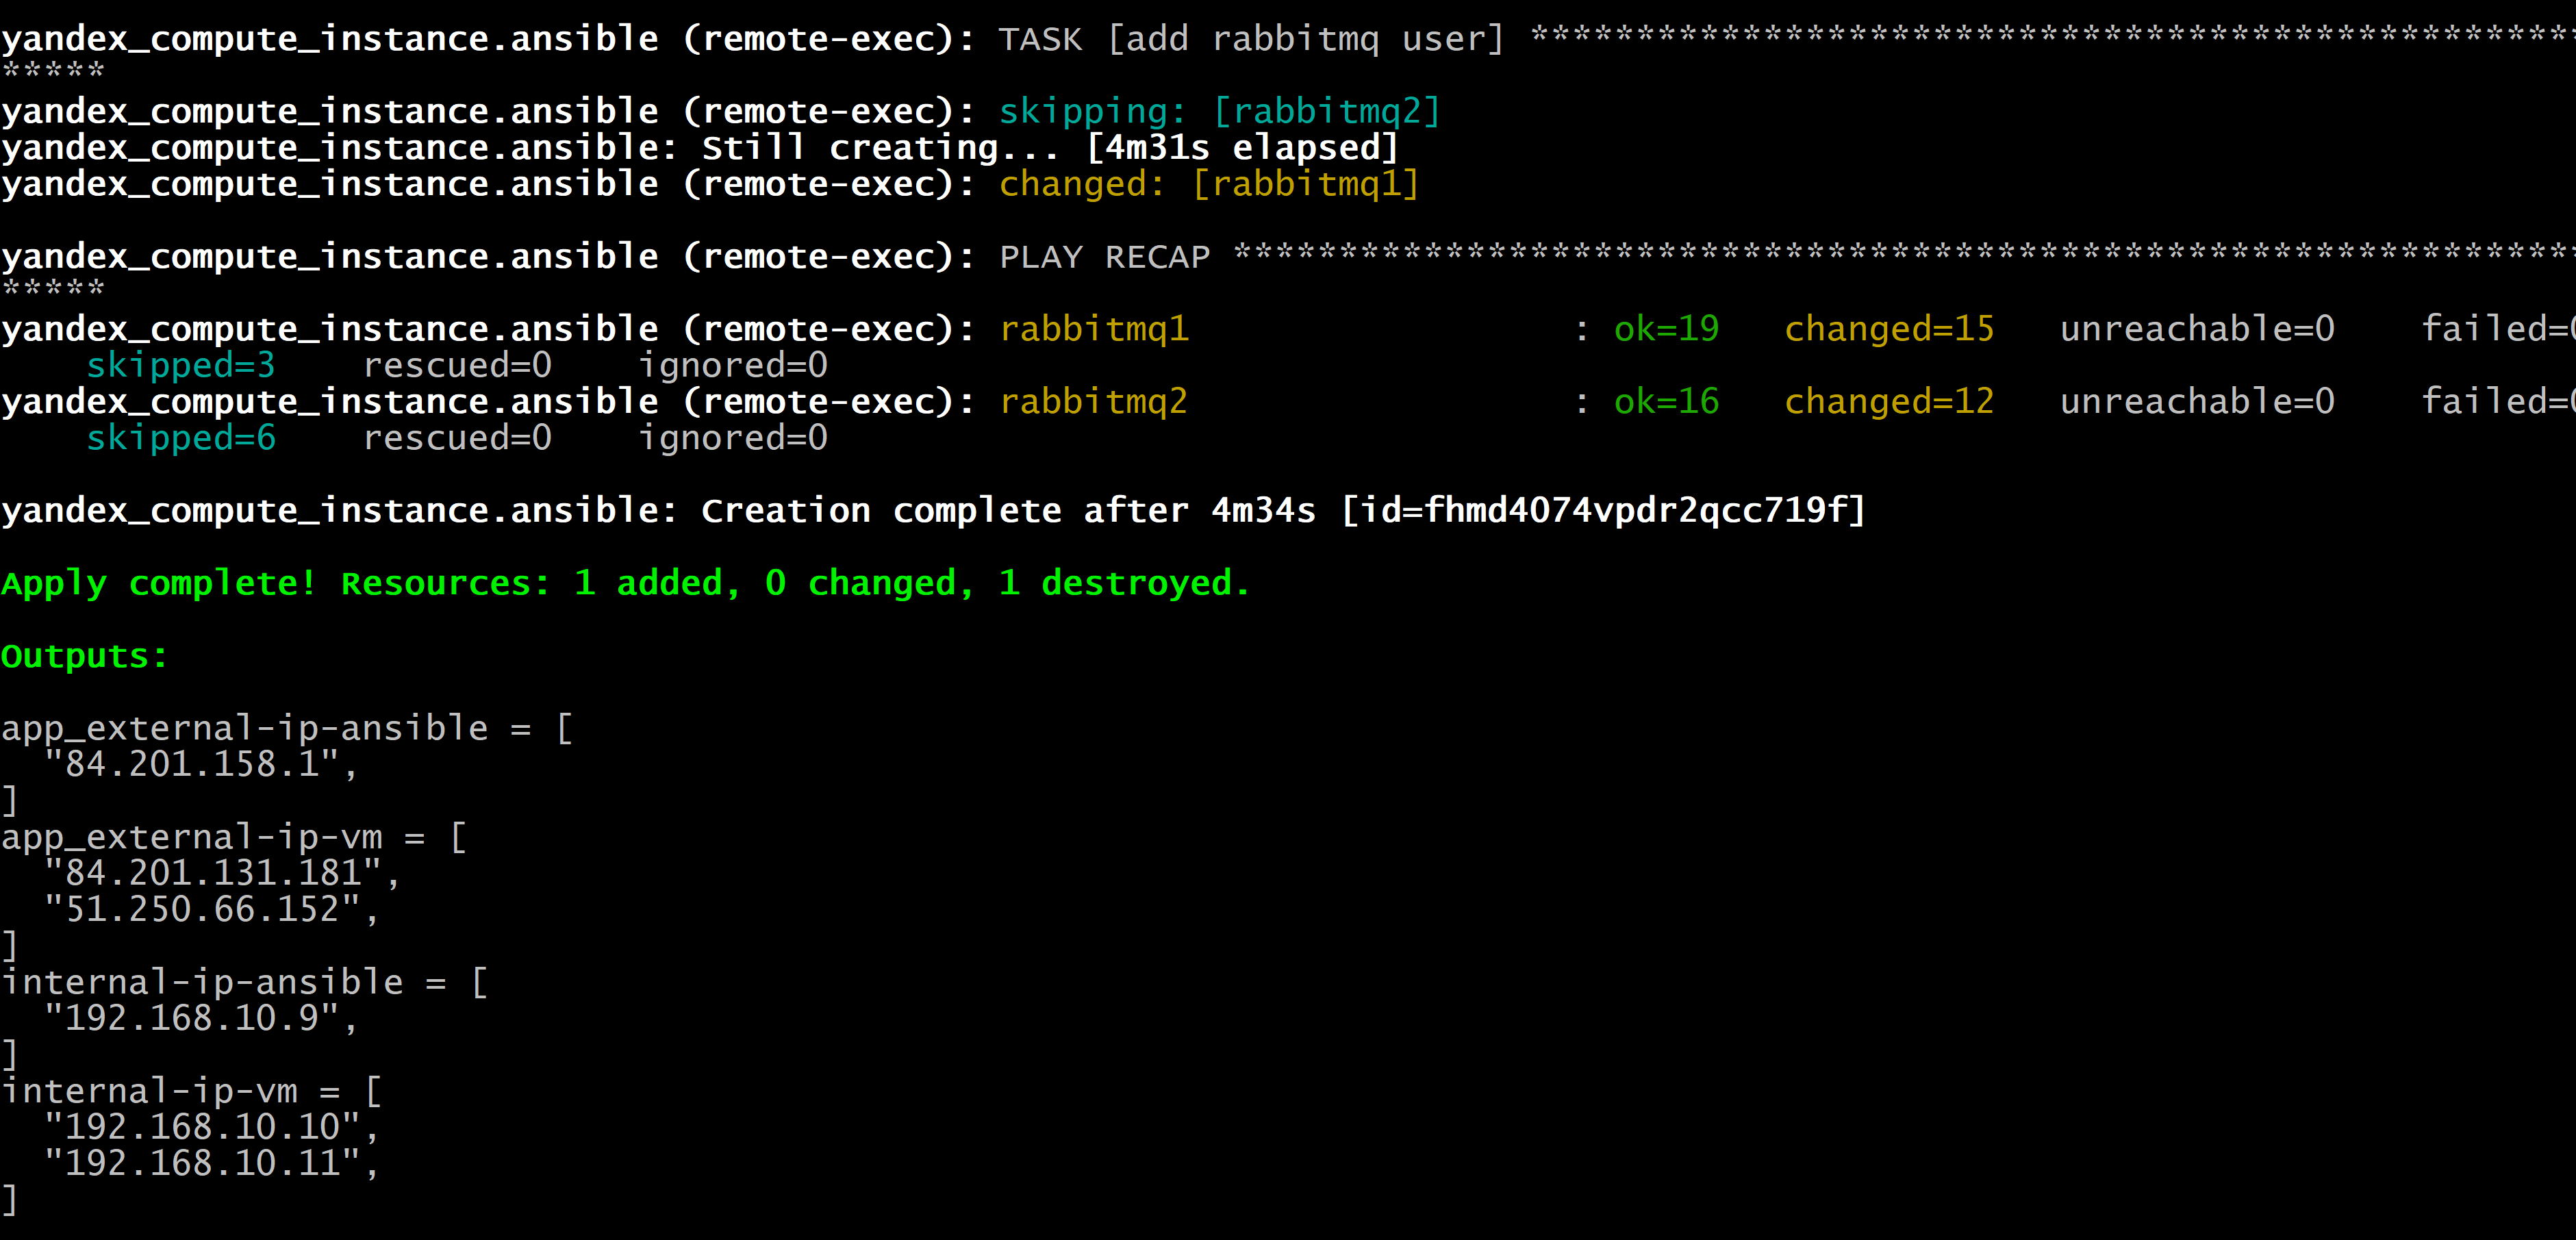 yandex_compute_instance.ansible (remote-exec): TASK [add rabbitmq user] *************************************************
*****
yandex_compute_instance.ansible (remote-exec): skipping: [rabbitmq2]
yandex_compute_instance.ansible: Still creating... [4m31s elapsed]
yandex_compute_instance.ansible (remote-exec): changed: [rabbitmq1]
yandex_compute_instance.ansible (remote-exec): PLAY RECAP ***************************************************************
*****
yandex_compute_instance.ansible (remote-exec): rabbitmq1                  : ok=19   changed=15   unreachable=0    failed=0
    skipped=3    rescued=0    ignored=0
yandex_compute_instance.ansible (remote-exec): rabbitmq2                  : ok=16   changed=12   unreachable=0    failed=0
    skipped=6    rescued=0    ignored=0
yandex_compute_instance.ansible: Creation complete after 4m34s [id=fhmd4074vpdr2qcc719f]
Apply complete! Resources: 1 added, 0 changed, 1 destroyed.
Outputs:
app_external-ip-ansible = [
  "84.201.158.1",
]
app_external-ip-vm = [
  "84.201.131.181",
  "51.250.66.152",
]
internal-ip-ansible = [
  "192.168.10.9",
]
internal-ip-vm = [
  "192.168.10.10",
  "192.168.10.11",
]